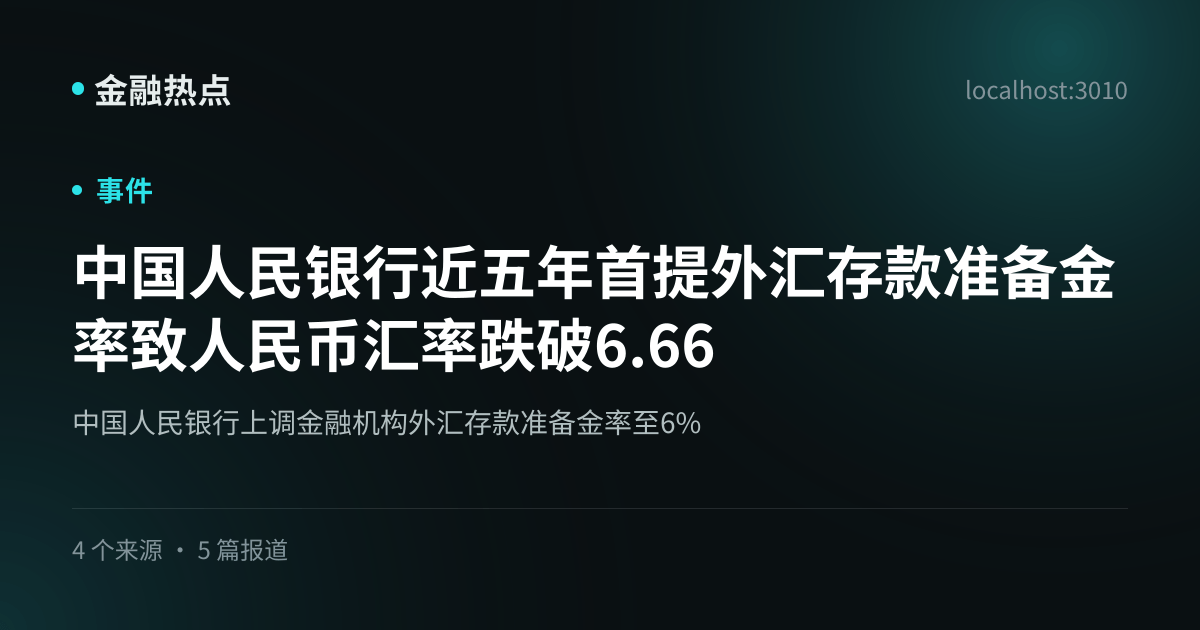 金融热点
localhost:3010
事件
中国人民银行近五年首提外汇存款准备金
率致人民币汇率跌破6.66
中国人民银行上调金融机构外汇存款准备金率至6%
4 个来源 · 5 篇报道